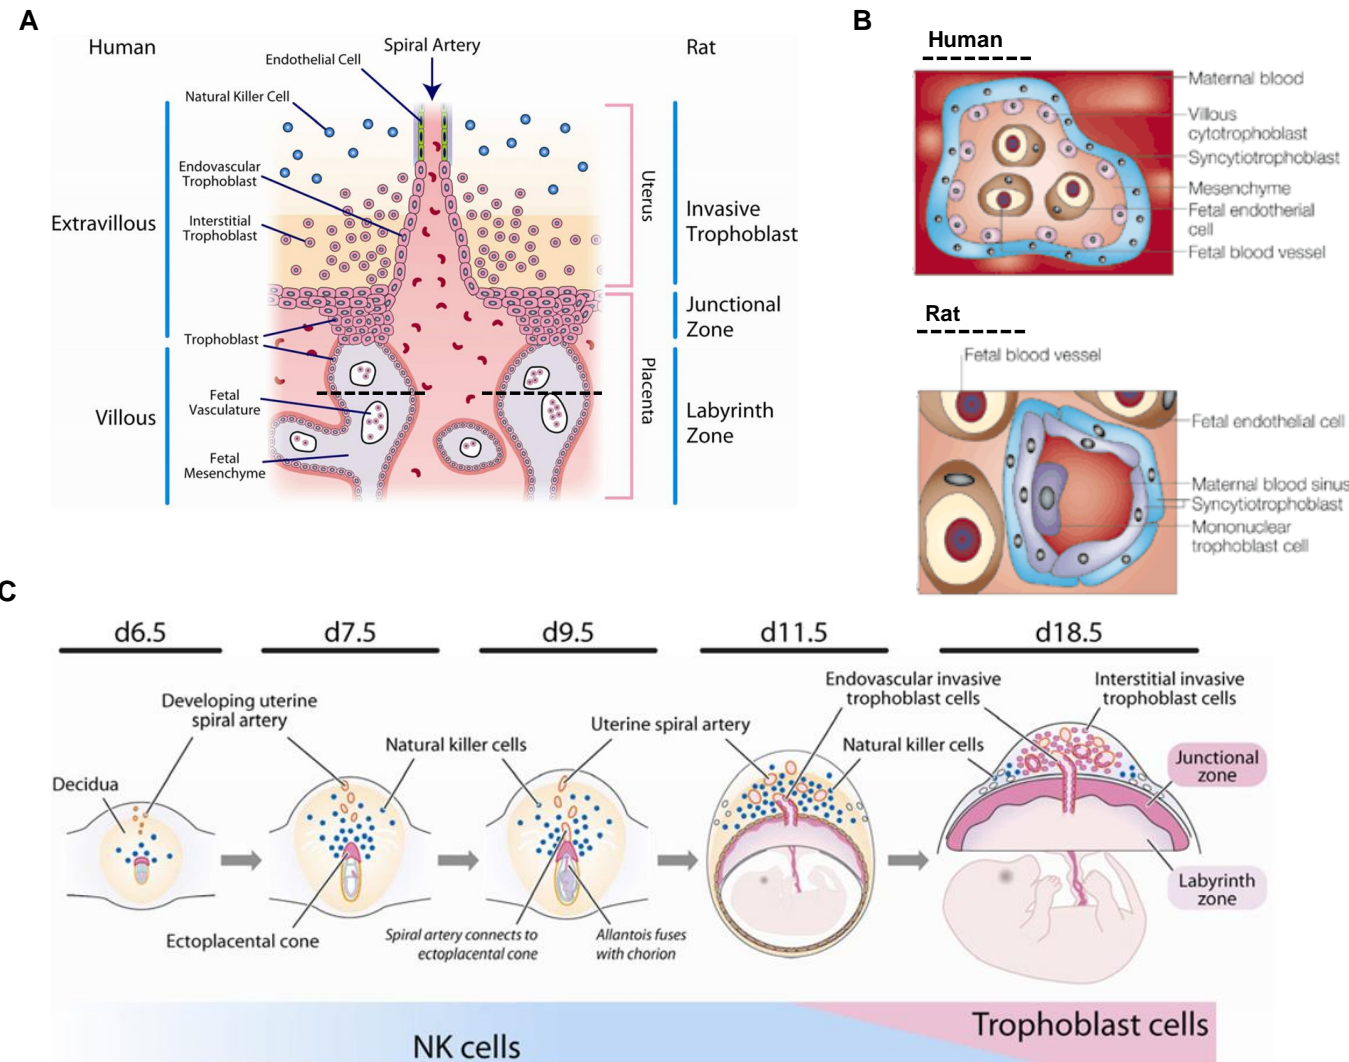 A
Human
Spiral Artery
Rat
Endothelial Cell
Natural Killer Cell
Endovascular
Trophoblast
Interstitial
Trophoblast
Extravillous
Uterus
Invasive
Trophoblast
Junctional
Zone
Trophoblast
Placenta
Fetal
Vasculature
Villous
Labyrinth
Zone
Fetal
Mesenchyme
B
Human
Maternal blood
Villous
cytotrophoblast
Syncytiotrophoblast
Mesenchyme
Fetal endotherial
cell
Fetal blood vessel
Rat
Fetal blood vessel
Fetal endothelial cell
Maternal blood sinus
Syncytiotrophoblast
Mononuclear
trophoblast cell
C
d6.5
d7.5
d9.5
d11.5
d18.5
Developing uterine
spiral artery
Decidua
Natural killer cells
Ectoplacental cone
Uterine spiral artery
Spiral artery connects to
ectoplacental cone
Allantois fuses
with chorion
Endovascular invasive
trophoblast cells
Natural killer cells
Interstitial invasive
trophoblast cells
Junctional
zone
Labyrinth
zone
NK cells
Trophoblast cells